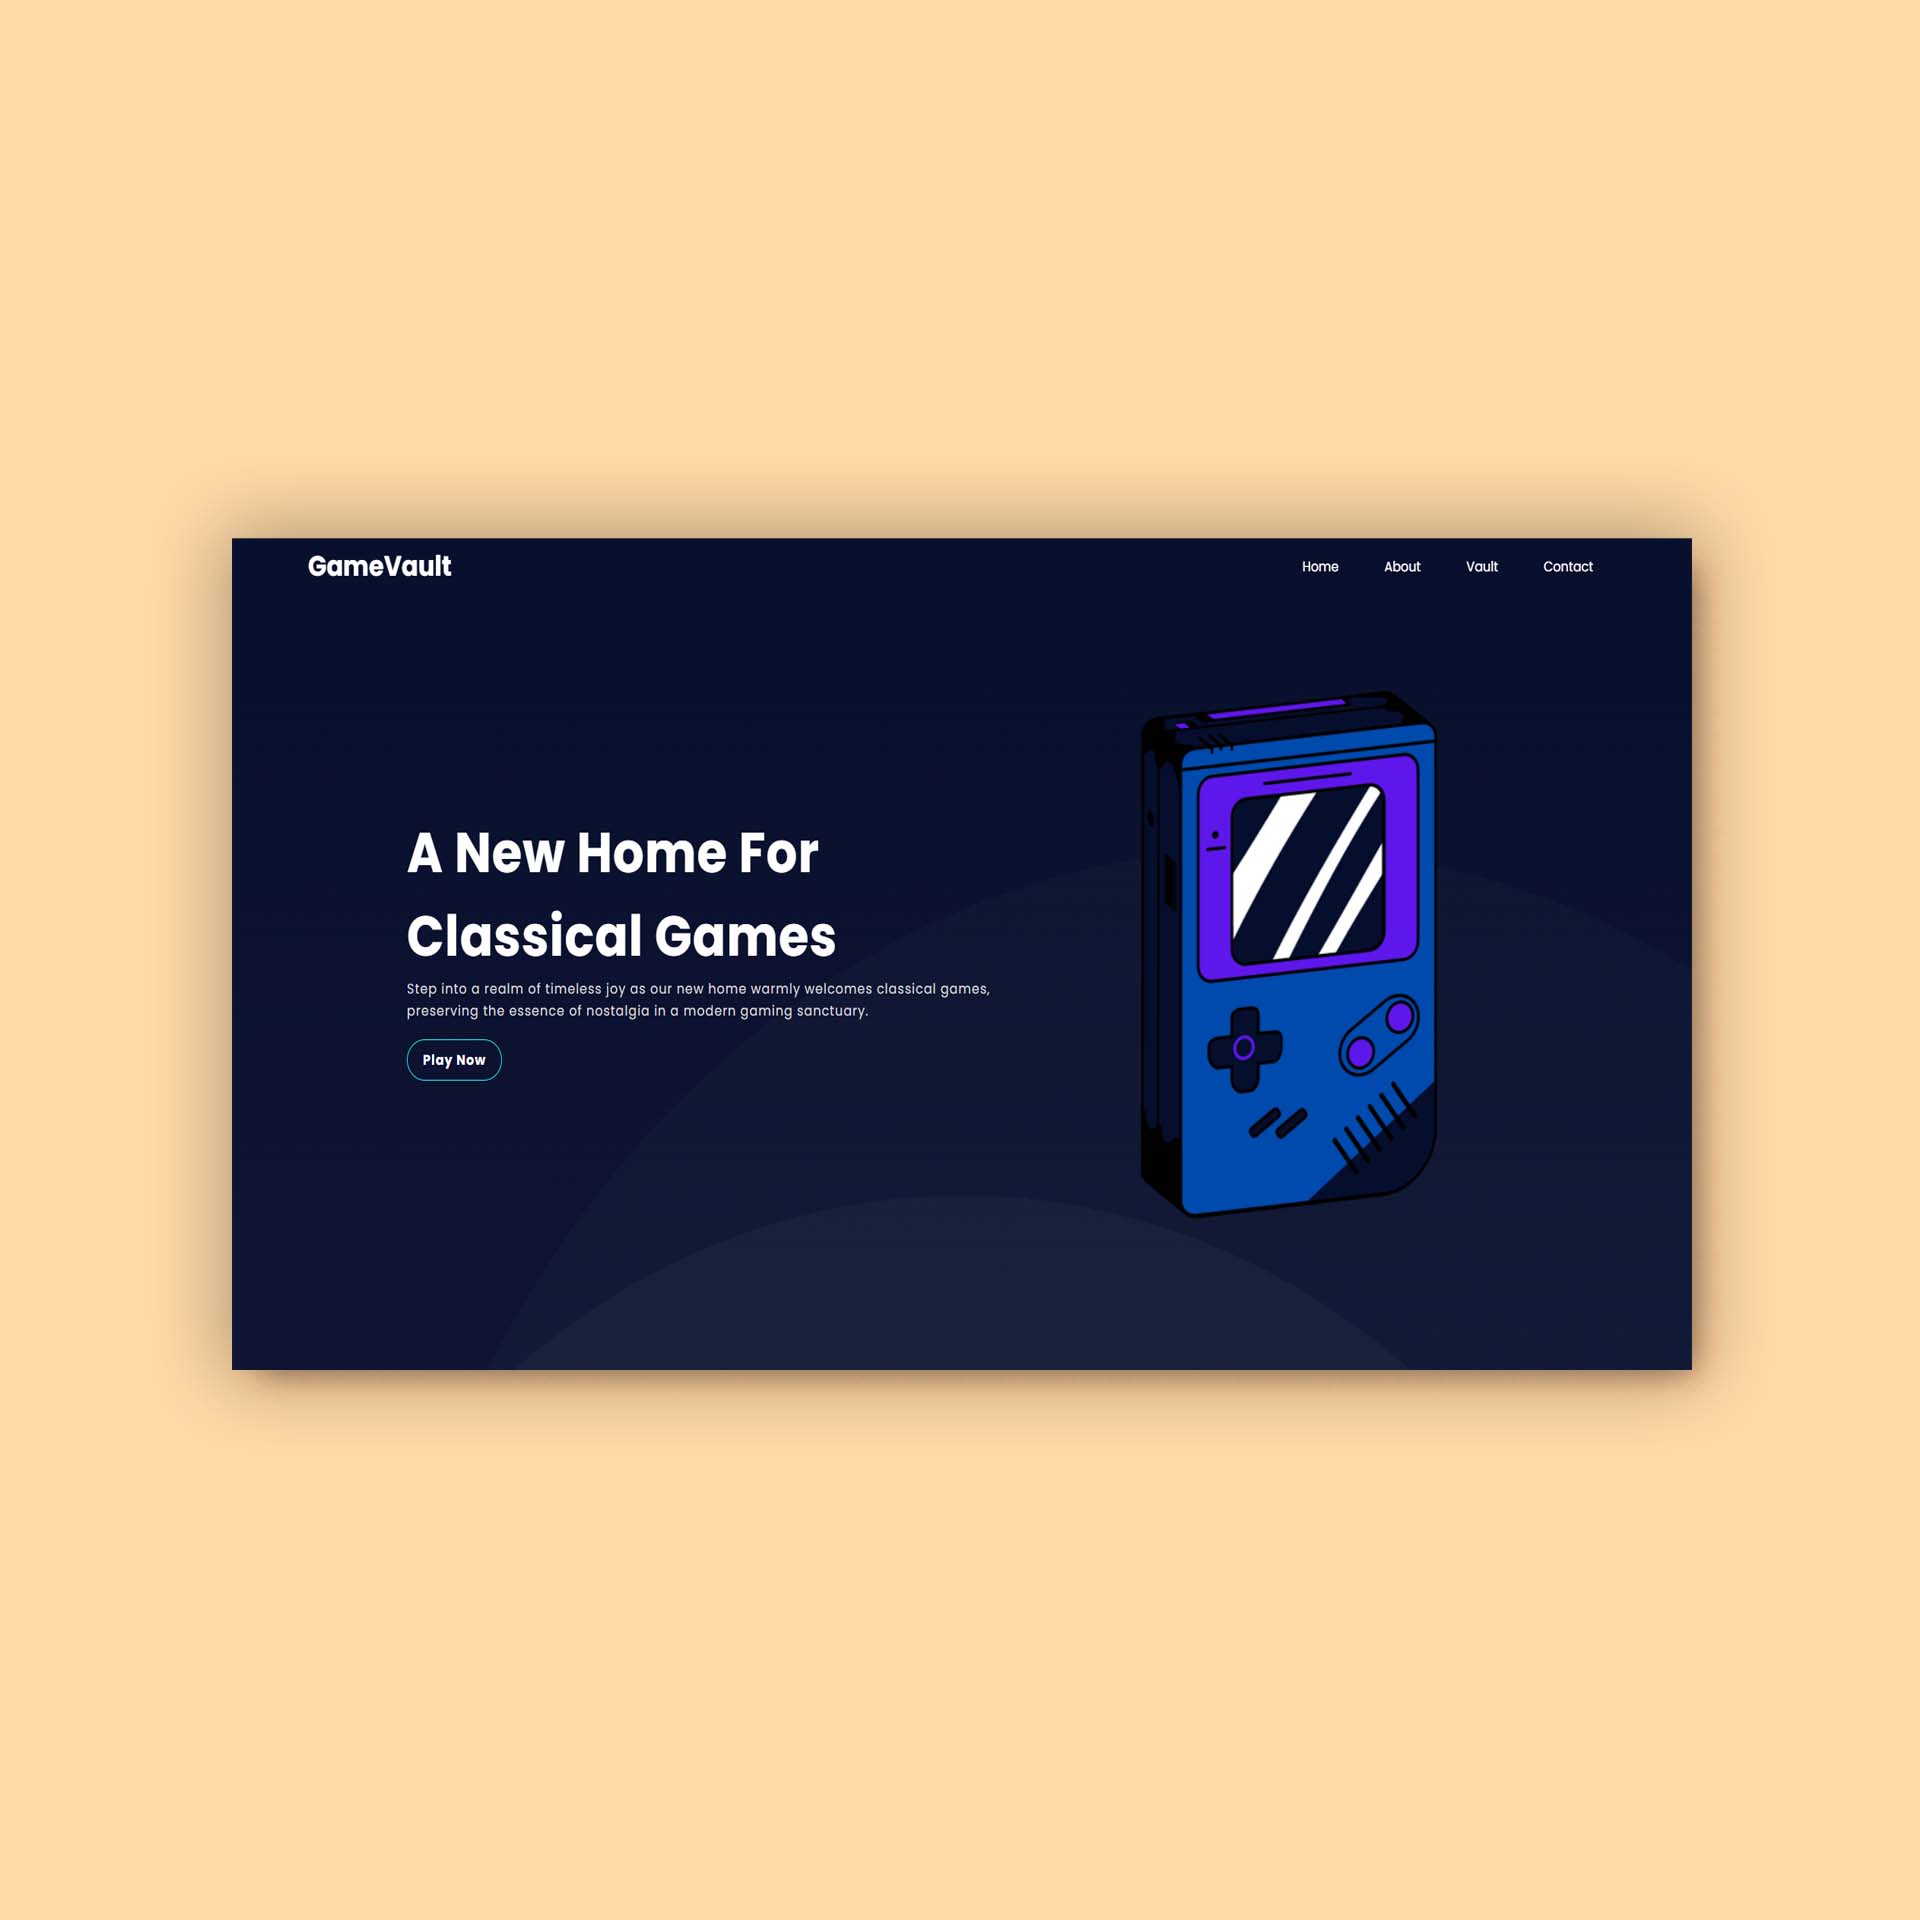 GameVault
Home About Vault Contact
A New Home For
Classical Games
Step into a realm of timeless joy as our new home warmly welcomes classical games,
preserving the essence of nostalgia in a modern gaming sanctuary.
Play Now